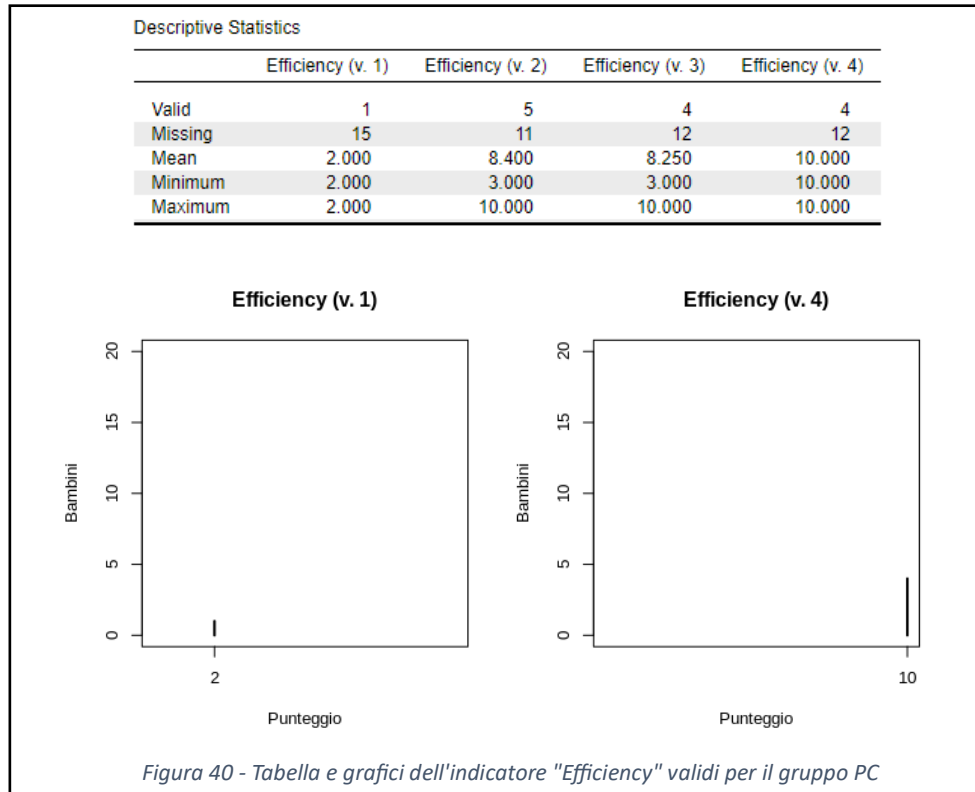 Descriptive Statistics
Efficiency (v. 1) Efficiency (v. 2) Efficiency (v. 3) Efficiency (v. 4)
Valid 1 5 4 4
Missing 15 11 12 12
Mean 2.000 8.400 8.250 10.000
Minimum 2.000 3.000 3.000 10.000
Maximum 2.000 10.000 10.000 10.000
Efficiency (v. 1)
20
15
10
5
0
Bambini
2
Punteggio
Efficiency (v. 4)
20
15
10
5
0
Bambini
10
Punteggio
Figura 40 - Tabella e grafici dell'indicatore "Efficiency" validi per il gruppo PC